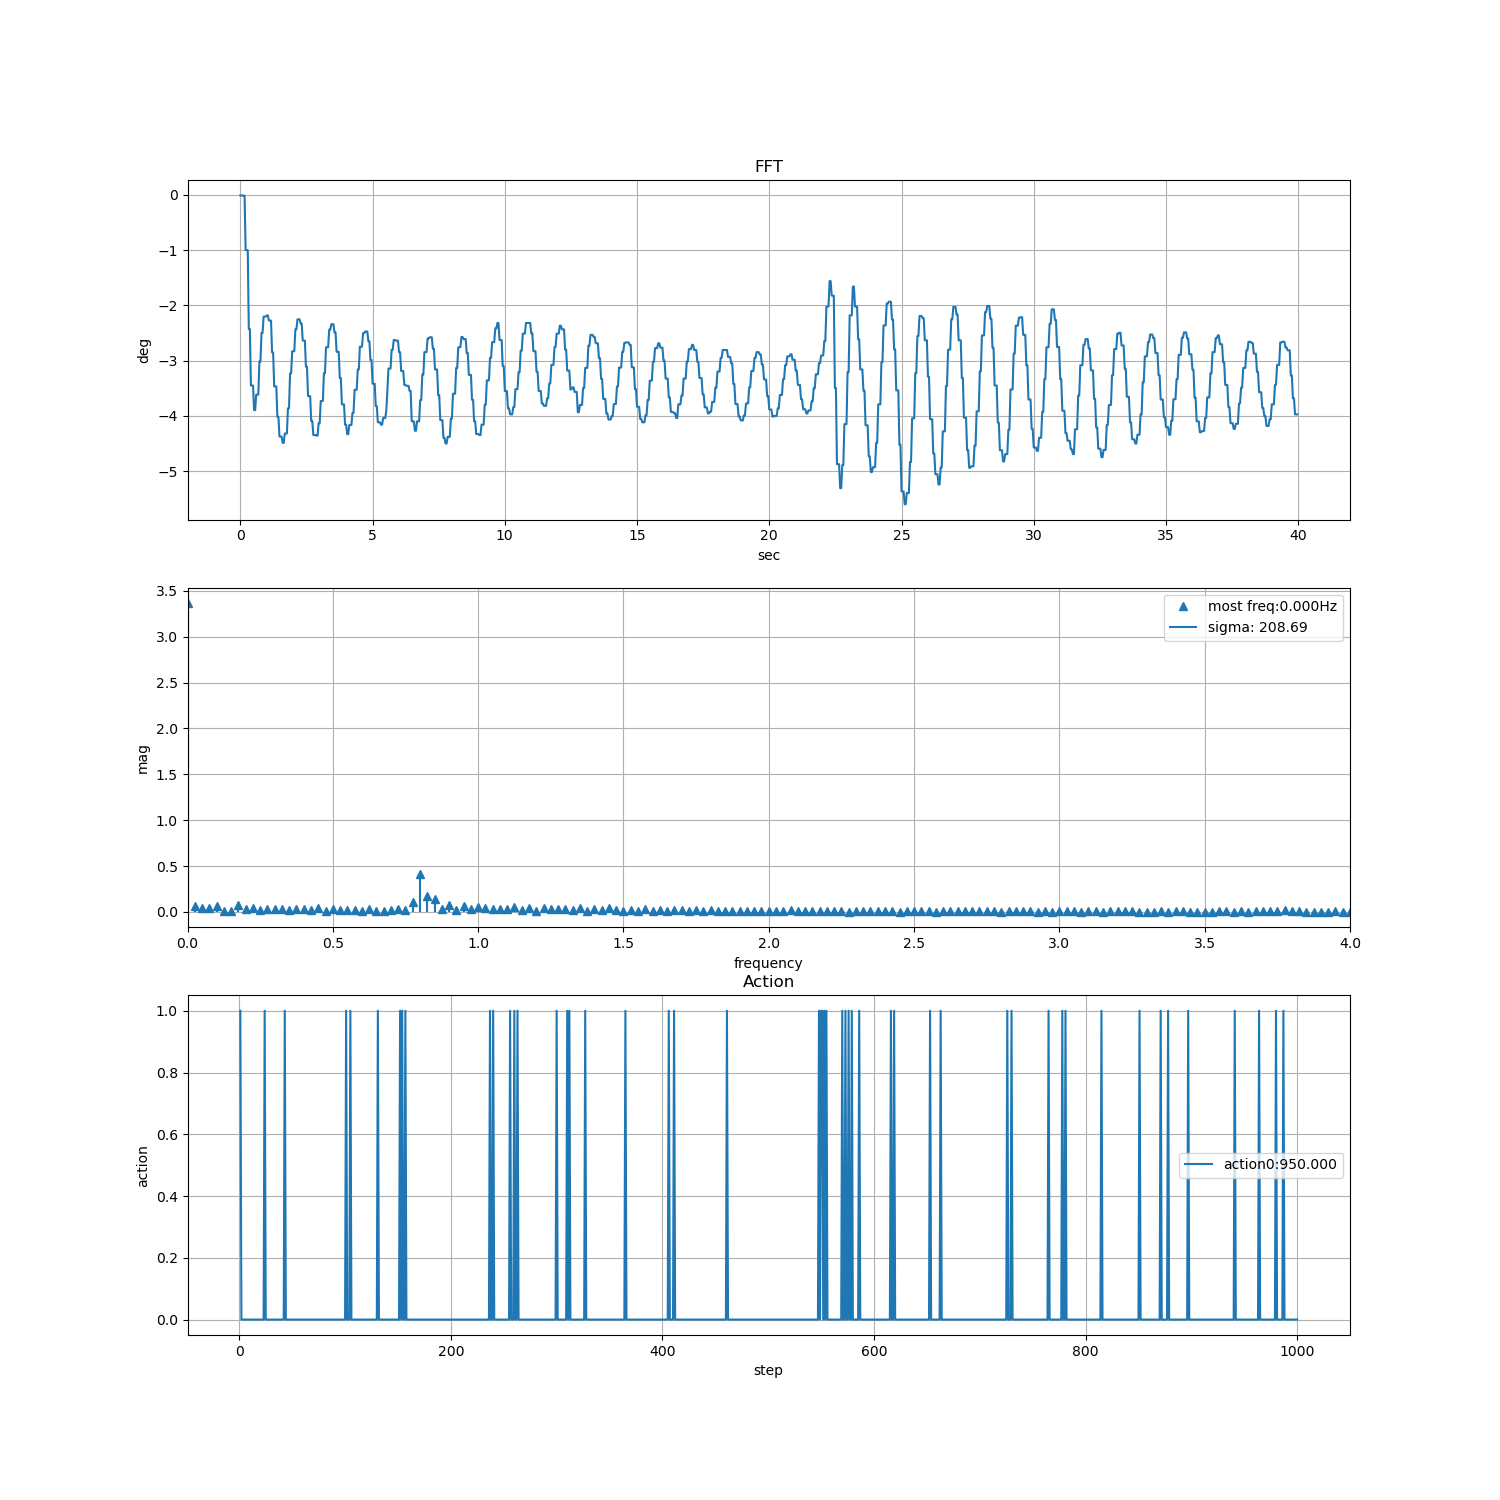 FFT
0
−1
−2
−3
−4
−5
deg
0 5 10 15 20 25 30 35 40
sec
3.5
3.0
2.5
2.0
1.5
1.0
0.5
0.0
mag
most freq:0.000Hz
sigma: 208.69
0.0 0.5 1.0 1.5 2.0 2.5 3.0 3.5 4.0
frequency
Action
1.0
0.8
0.6
0.4
0.2
0.0
action
action0:950.000
0 200 400 600 800 1000
step